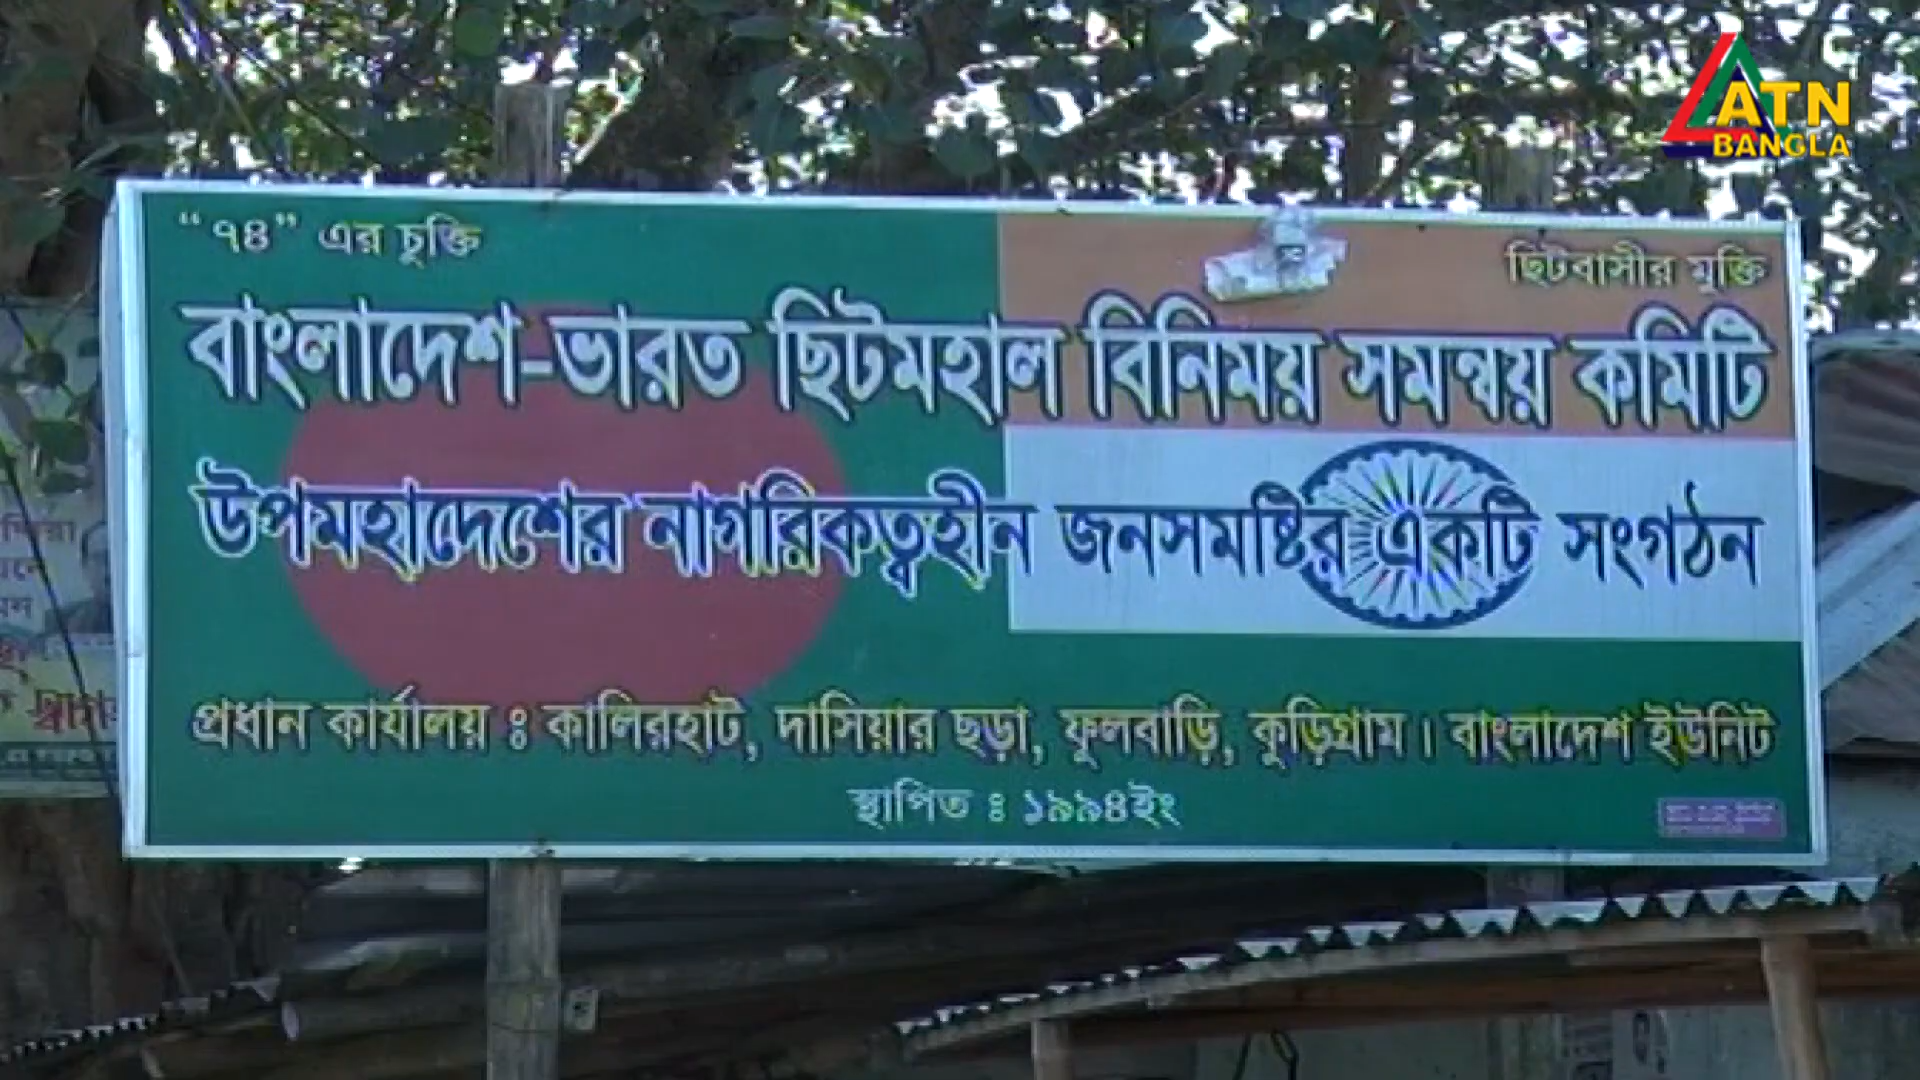 ATN
BANGLA
“৭৪” এর চুক্তি
ছিটবাসীর মুক্তি
বাংলাদেশ-ভারত ছিটমহাল বিনিময় সমন্বয় কমিটি
উপমহাদেশের নাগরিকত্বহীন জনসমষ্টির একটি সংগঠন
প্রধান কার্যালয় ঃ কালিরহাট, দাসিয়ার ছড়া, ফুলবাড়ি, কুড়িগ্রাম। বাংলাদেশ ইউনিট
স্থাপিত ঃ ১৯৯৪ইং